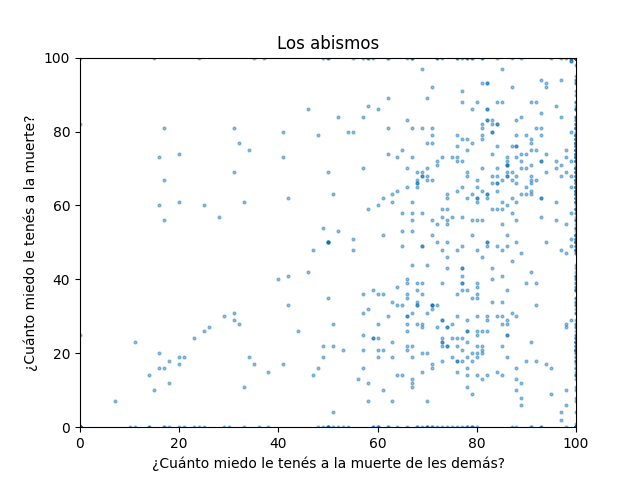 Los abismos
¿Cuánto miedo le tenés a la muerte?
100
80
60
40
20
0
0 20 40 60 80 100
¿Cuánto miedo le tenés a la muerte de les demás?